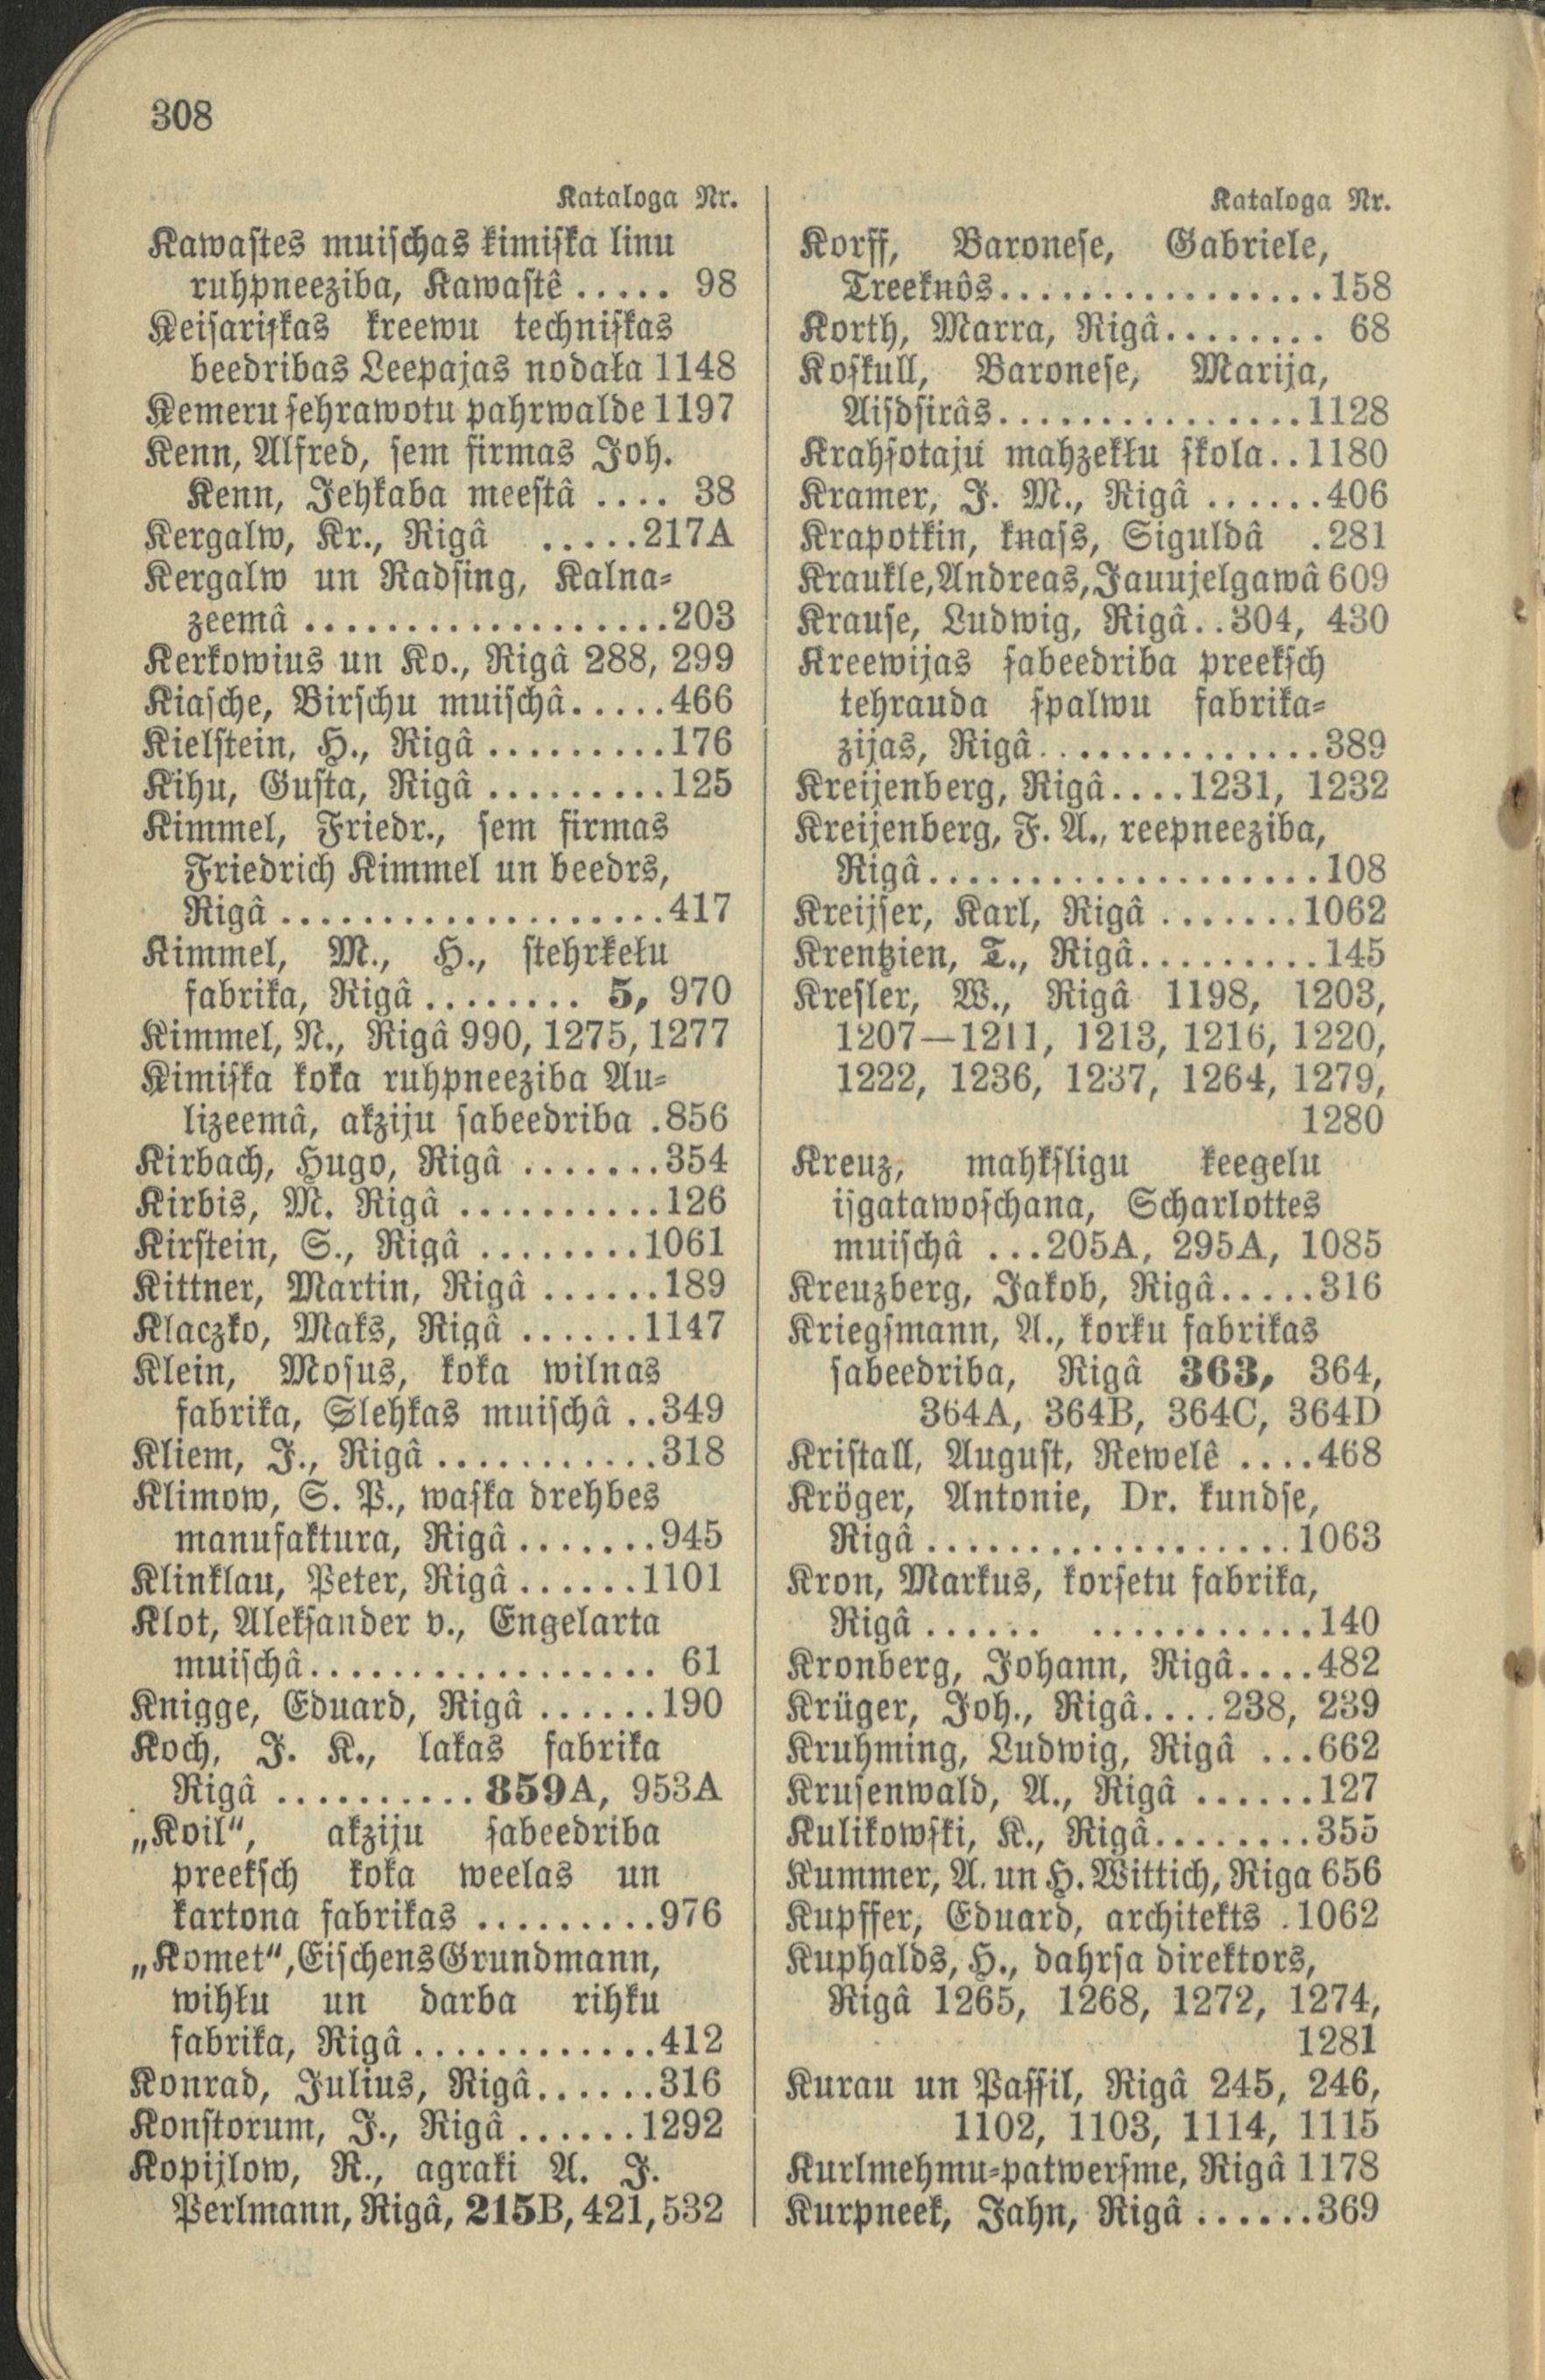 308
Kataloga Nr.
Kawaſtes muiſchas kimiſka linu
ruhpneeziba, Kawaſtê ..... 98
Keiſariſkas kreewu techniſkas
beedribas Leepajas nodaļa 1148
Kemeru ſehrawotu pahrwalde 1197
Kenn, Alfred, ſem firmas Joh.
Kenn, Jehkaba meeſtâ .... 38
Kergalw, Kr., Rigâ .....217A
Kergalw un Radſing, Kalna⸗
zeemâ ..................203
Kerkowius un Ko., Rigâ 288, 299
Kiaſche, Birſchu muiſchâ.....466
Kielſtein, H., Rigâ .........176
Kihu, Guſta, Rigâ .........125
Kimmel, Friedr., ſem firmas
Friedrich Kimmel un beedrs,
Rigâ ...................417
Kimmel, M., H., ſtehrkeļu
fabrika, Rigâ ........ 5, 970
Kimmel, N., Rigâ 990, 1275, 1277
Kimiſka koka ruhpneeziba Au⸗
lizeemâ, akziju ſabeedriba .856
Kirbach, Hugo, Rigâ .......354
Kirbis, M. Rigâ ..........126
Kirſtein, S., Rigâ ........1061
Kittner, Martin, Rigâ ......189
Klaczko, Maks, Rigâ ......1147
Klein, Moſus, koka wilnas
fabrika, Slehkas muiſchâ ..349
Kliem, J., Rigâ ...........318
Klimow, S. P., waſka drehbes
manufaktura, Rigâ .......945
Klinklau, Peter, Rigâ ......1101
Klot, Alekſander v., Engelarta
muiſchâ................. 61
Knigge, Eduard, Rigâ ......190
Koch, J. K., lakas fabrika
Rigâ .......... 859A, 953A
„Koil“, akziju ſabeedriba
preekſch koka weelas un
kartona fabrikas .........976
„Komet“, Eiſchens Grundmann,
wihļu un darba rihku
fabrika, Rigâ ............412
Konrad, Julius, Rigâ......316
Konſtorum, J., Rigâ ......1292
Kopijlow, R., agraki A. J.
Perlmann, Rigâ, 215B, 421, 532
Kataloga Nr.
Korff, Baroneſe, Gabriele,
Treekņôs................158
Korth, Marra, Rigâ........ 68
Koſkull, Baroneſe, Marija,
Aiſdſirâs...............1128
Krahſotaju mahzekļu ſkola..1180
Kramer, J. M., Rigâ ......406
Krapotkin, kņaſs, Siguldâ .281
Kraukle, Andreas, Jauujelgawâ 609
Krauſe, Ludwig, Rigâ..304, 430
Kreewijas ſabeedriba preekſch
tehrauda ſpalwu fabrika⸗
zijas, Rigâ..............389
Kreijenberg, Rigâ....1231, 1232
Kreijenberg, F. A., reepneeziba,
Rigâ...................108
Kreijſer, Karl, Rigâ .......1062
Krentzien, T., Rigâ.........145
Kreſler, W., Rigâ 1198, 1203,
1207—1211, 1213, 1216, 1220,
1222, 1236, 1237, 1264, 1279,
1280
Kreuz, mahkſligu keegelu
iſgatawoſchana, Scharlottes
muiſchâ ...205A, 295A, 1085
Kreuzberg, Jakob, Rigâ.....316
Kriegſmann, A., korķu fabrikas
ſabeedriba, Rigâ 363, 364,
364A, 364B, 364C, 364D
Kriſtall, Auguſt, Rewelê ....468
Kröger, Antonie, Dr. kundſe,
Rigâ..................1063
Kron, Markus, korſetu fabrika,
Rigâ ...... ...........140
Kronberg, Johann, Rigâ....482
Krüger, Joh., Rigâ....238, 239
Kruhming, Ludwig, Rigâ ...662
Kruſenwald, A., Rigâ ......127
Kulikowſki, K., Rigâ........355
Kummer, A. un H. Wittich, Riga 656
Kupffer, Eduard, architekts .1062
Kuphalds, H., dahrſa direktors,
Rigâ 1265, 1268, 1272, 1274,
1281
Kurau un Paſſil, Rigâ 245, 246,
1102, 1103, 1114, 1115
Kurlmehmu⸗patwerſme, Rigâ 1178
Kurpneek, Jahn, Rigâ ......369